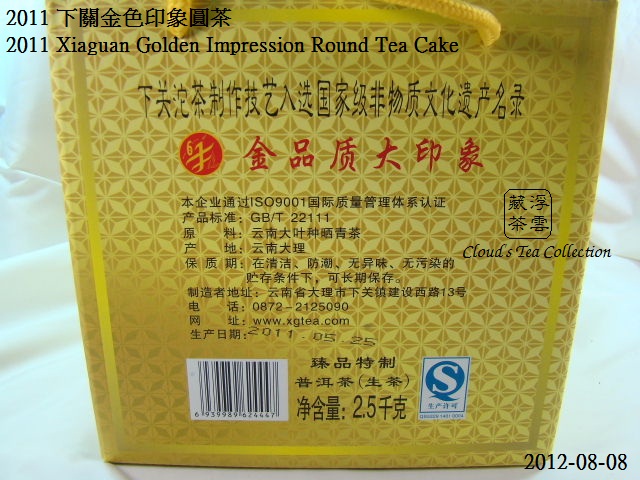 2011 下關金色印象圓茶
2011 Xiaguan Golden Impression Round Tea Cake
下关沱茶制作技艺入选国家级非物质文化遗产名录
金品质大印象
本企业通过ISO9001国际质量管理体系认证
产品标准: GB/T 22111
原 料: 云南大叶种晒青茶
产 地: 云南大理
保 质 期: 在清洁、防潮、无异味、无污染的
贮存条件下, 可长期保存。
制造者地址: 云南省大理市下关镇建设西路13号
电 话: 0872-2125090
网 址: www.xgtea.com
生产日期: 2011.05.25
藏浮
茶雲
Cloud's Tea Collection
臻品特制
普洱茶(生茶)
净含量: 2.5千克
6939989624447
QS
生产许可
2012-08-08